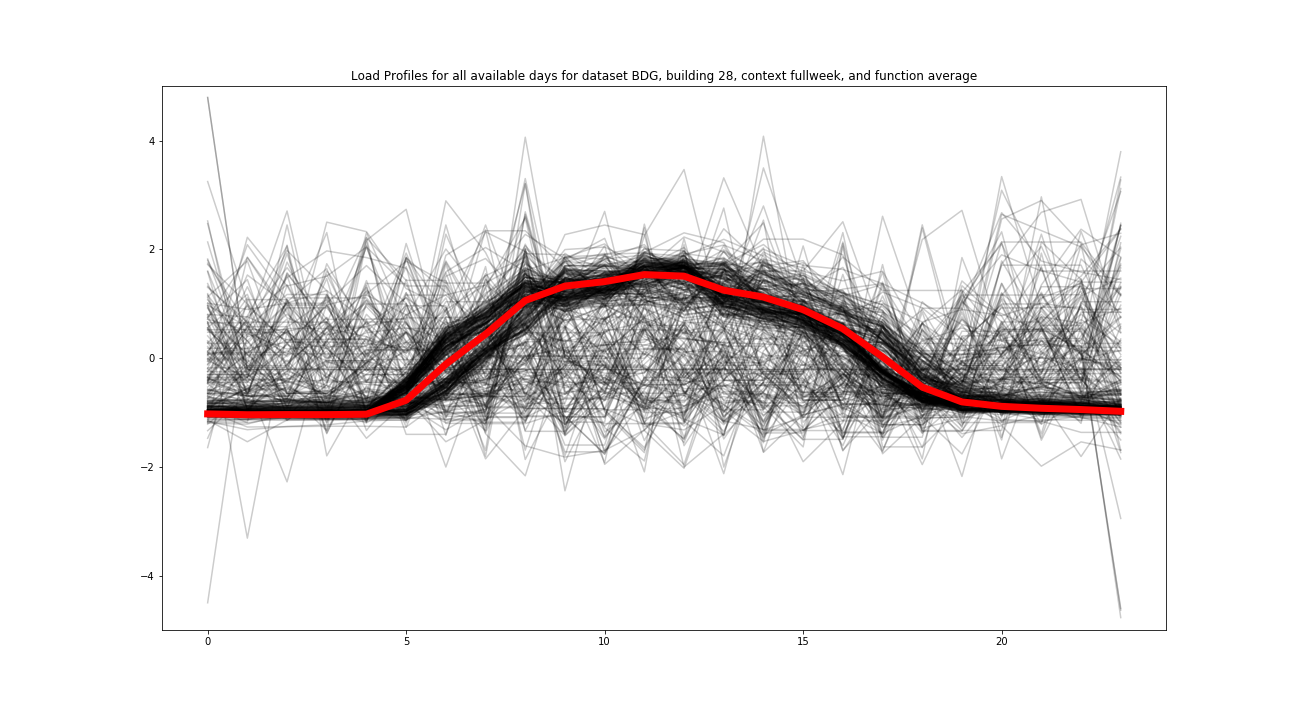 Load Profiles for all available days for dataset BDG, building 28, context fullweek, and function average
4
2
0
−2
−4
0 5 10 15 20